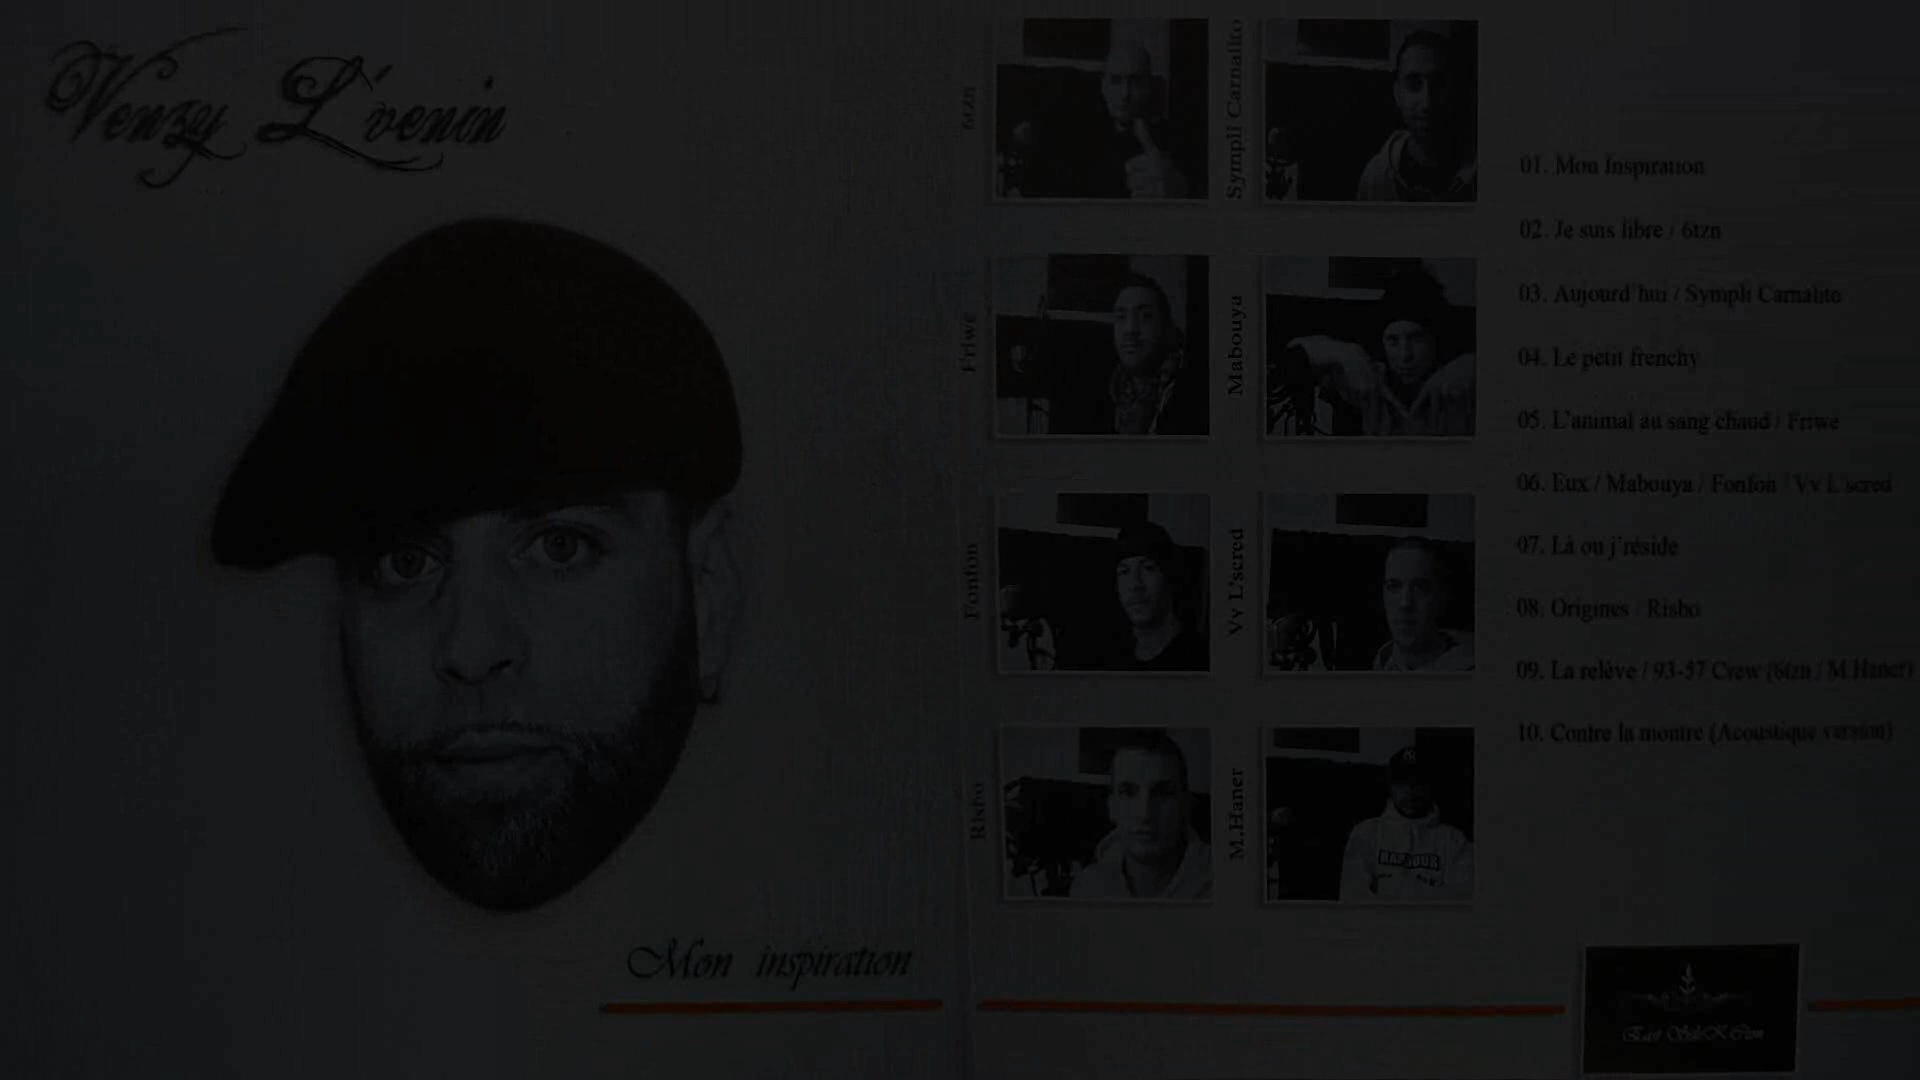 Venzy L'venin
Mon inspiration
6tzn
Sympli Carnalito
Friwe
Mabouya
Fonfon
Vv L'scred
Risbo
M.Haner
01. Mon Inspiration
02. Je suis libre / 6tzn
03. Aujourd'hui / Sympli Carnalito
04. Le petit frenchy
05. L'animal au sang chaud / Friwe
06. Eux / Mabouya / Fonfon / Vv L'scred
07. Là ou j'réside
08. Origines / Risbo
09. La relève / 93-57 Crew (6tzn / M.Haner)
10. Contre la montre (Acoustique version)